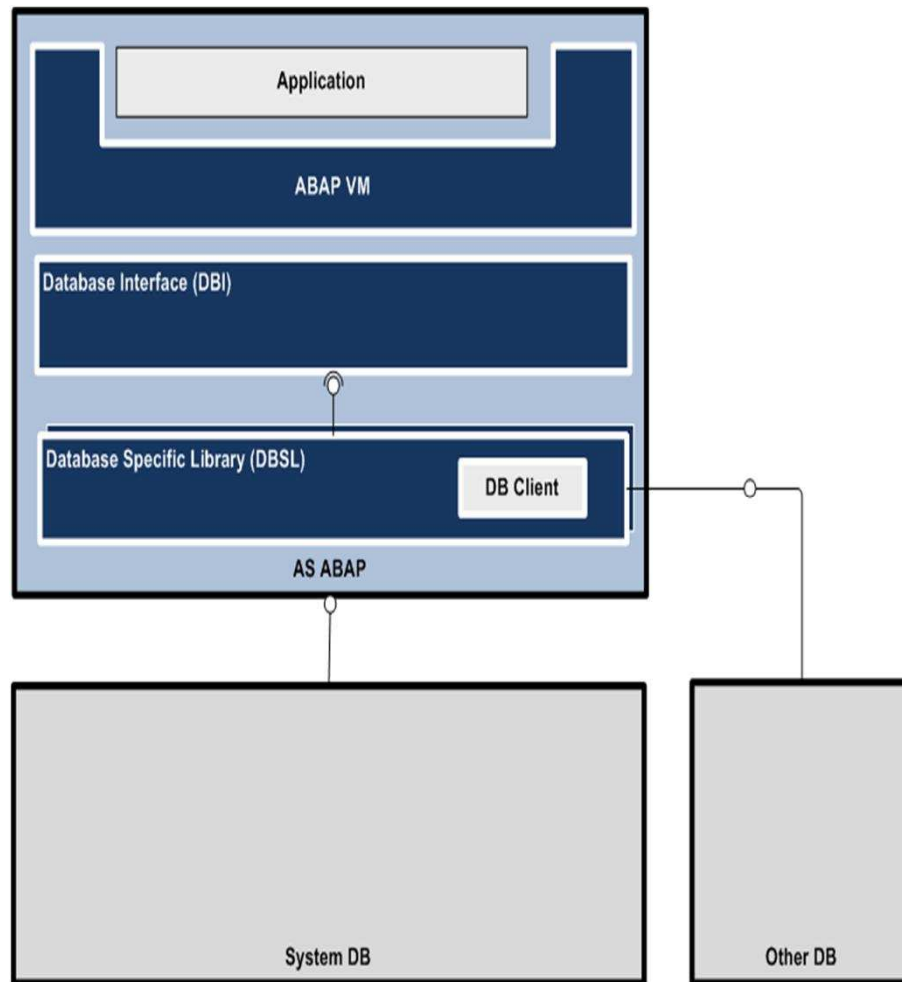 Application
ABAP VM
Database Interface (DBI)
Database Specific Library (DBSL)
DB Client
AS ABAP
System DB
Other DB